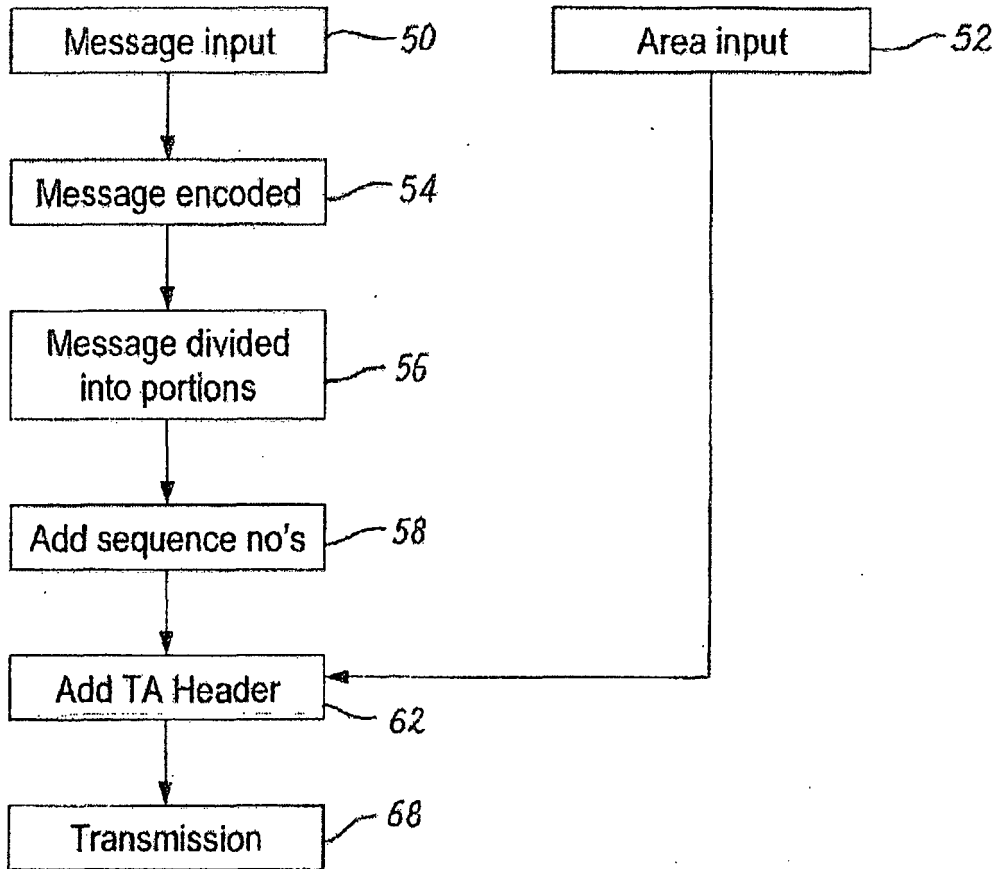 Message input
50
Area input
52
Message encoded
54
Message divided
into portions
56
Add sequence no's
58
Add TA Header
62
Transmission
68